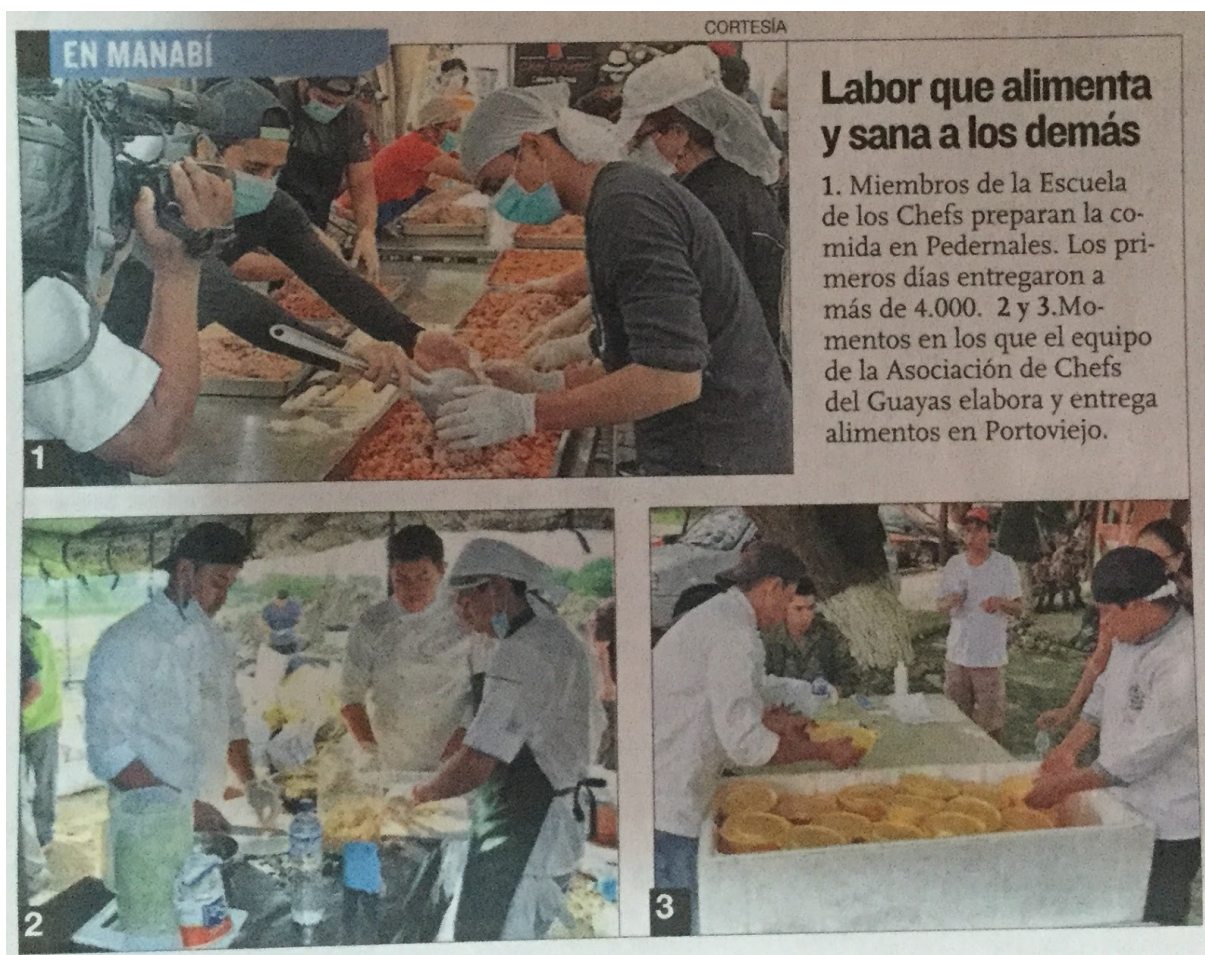 CORTESÍA
EN MANABÍ
Labor que alimenta
y sana a los demás
1. Miembros de la Escuela
de los Chefs preparan la co-
mida en Pedernales. Los pri-
meros días entregaron a
más de 4.000. 2 y 3.Mo-
mentos en los que el equipo
de la Asociación de Chefs
del Guayas elabora y entrega
alimentos en Portoviejo.
1
2
3